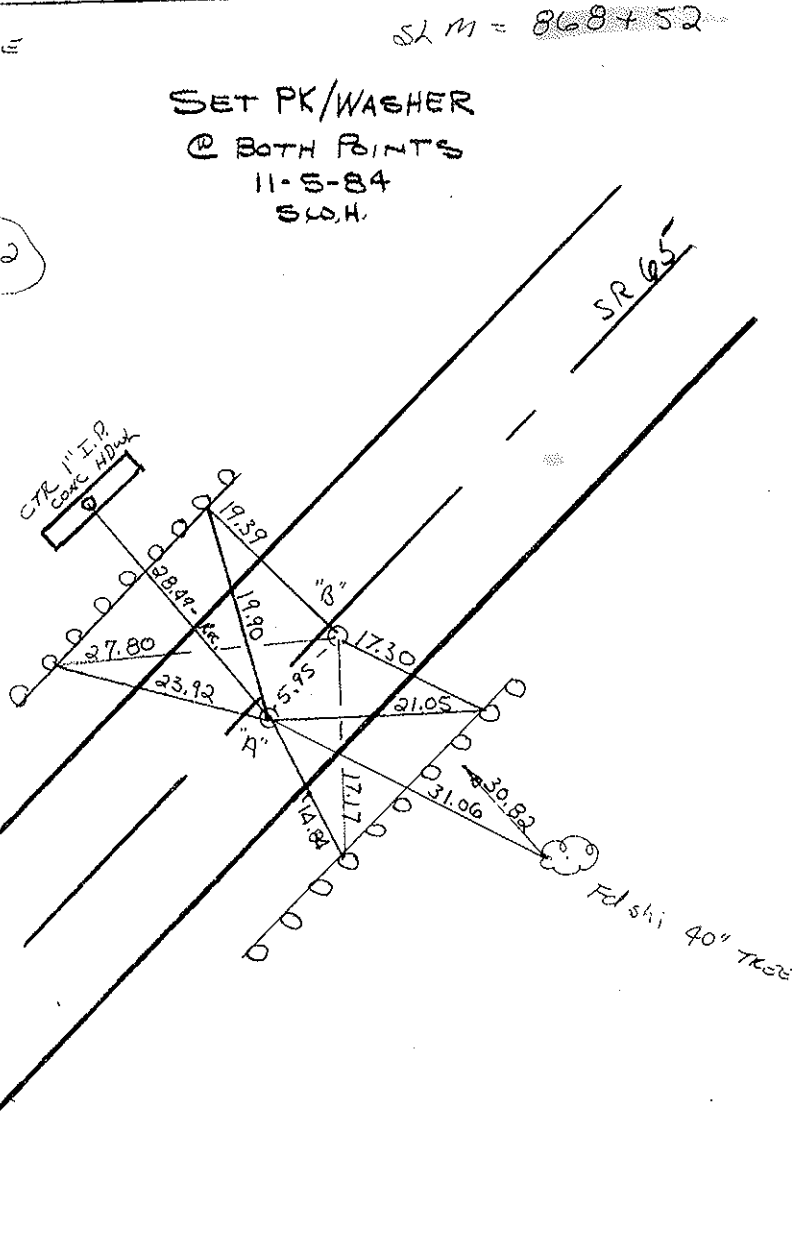 SLM = 868+52
SET PK/WASHER
@ BOTH POINTS
11-5-84
S.W.H.
2
SR 65
CTR 1" I.P.
CONC HDWL
19.39
"B"
28.49
19.90
27.80
17.30
5.95
23.92
21.05
"A"
30.82
31.06
17.17
14.84
Fd shi 40" TREE